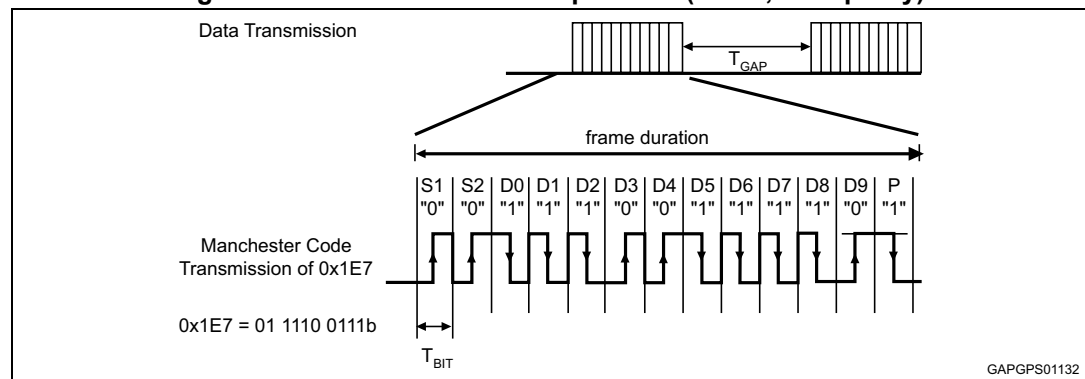 Data Transmission
T GAP
frame duration
S1 S2 D0 D1 D2 D3 D4 D5 D6 D7 D8 D9 P
"0" "0" "1" "1" "1" "0" "0" "1" "1" "1" "1" "0" "1"
Manchester Code
Transmission of 0x1E7
0x1E7 = 01 1110 0111b
T BIT
GAPGPS01132